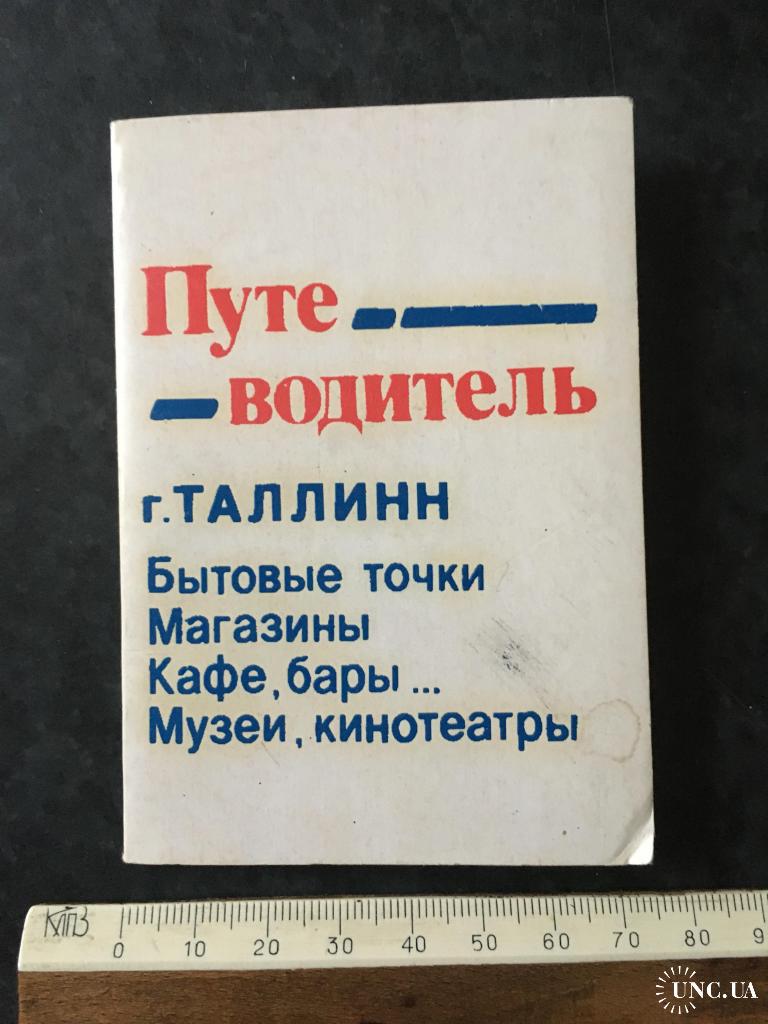 Путе
водитель
г.ТАЛЛИНН
Бытовые точки
Магазины
Кафе, бары ...
Музеи, кинотеатры
0 10 20 30 40 50 60 70 80 9
UNC.UA